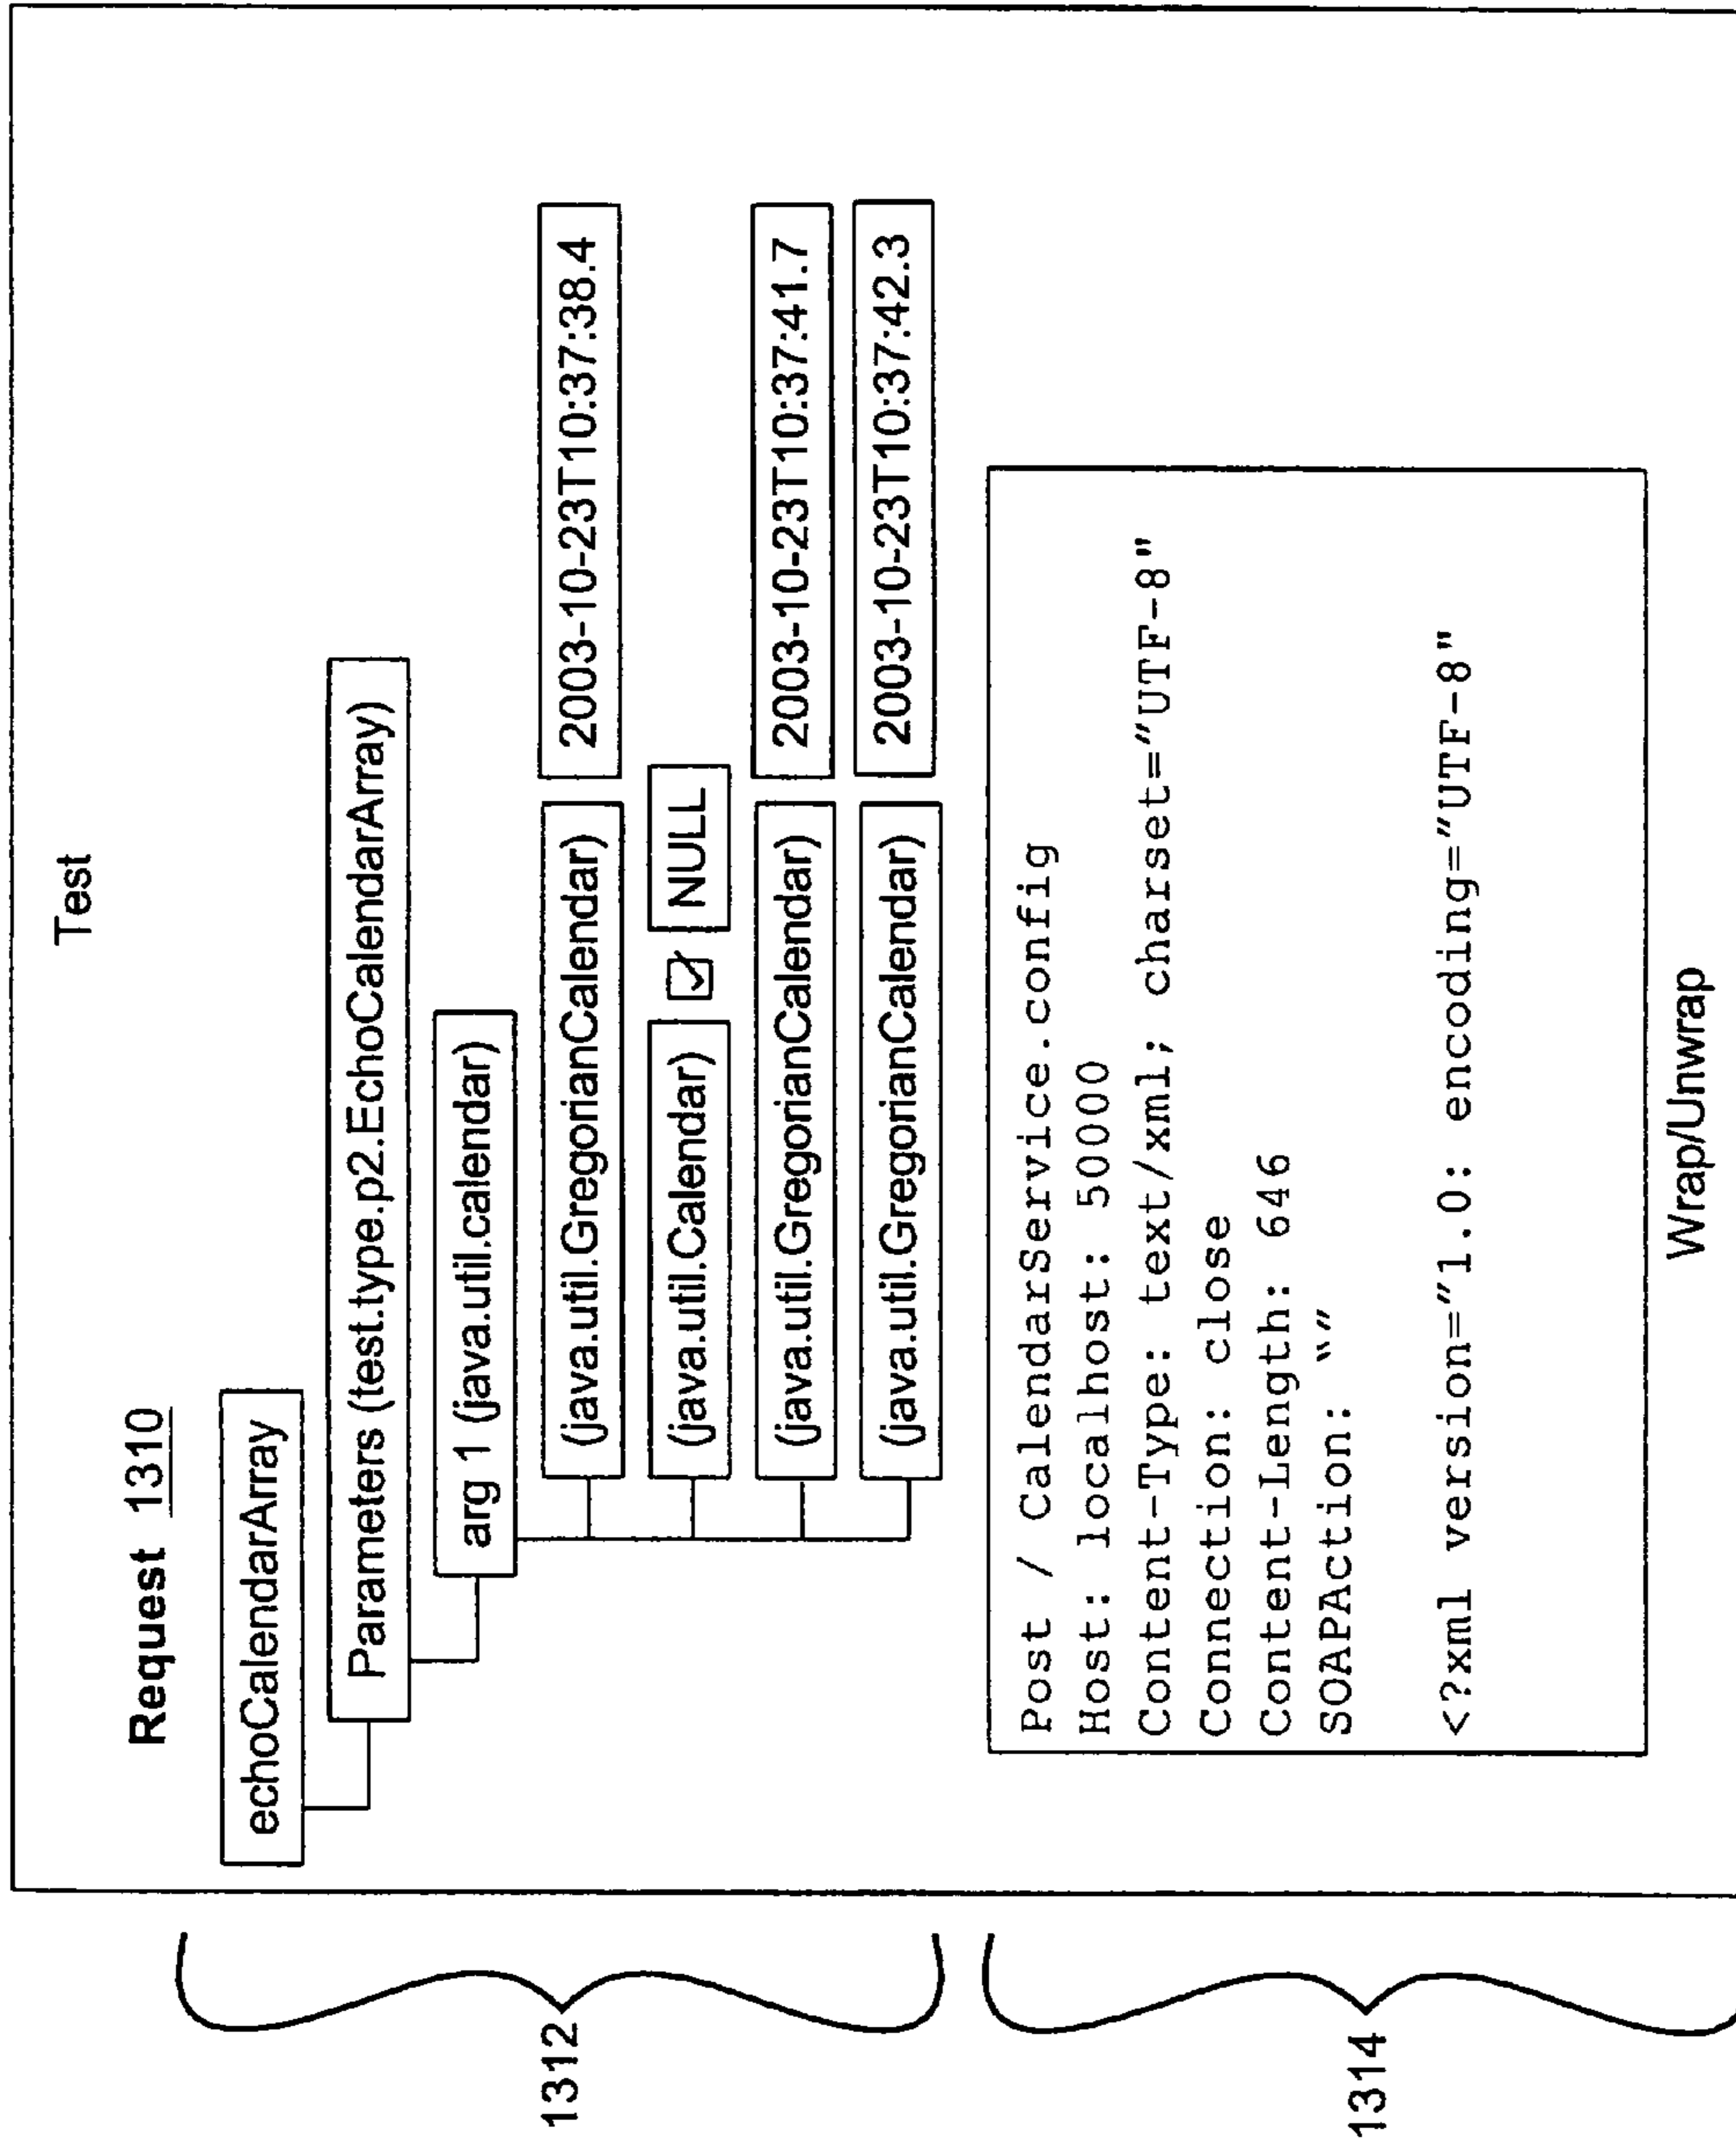 Test
Request 1310
echoCalendarArray
Parameters (test.type.p2.EchoCalendarArray)
arg 1 (java.util.calendar)
(java.util.GregorianCalendar) 2003-10-23T10:37:38.4
(java.util.Calendar) NULL
(java.util.GregorianCalendar) 2003-10-23T10:37:41.7
(java.util.GregorianCalendar) 2003-10-23T10:37:42.3
1312
Post / CalendarService.config
Host: localhost: 50000
Content-Type: text/xml; charset=″UTF-8"
Connection: close
Content-Length: 646
SOAPAction: “”
<?xml version=″1.0: encoding=″UTF-8"
1314
Wrap/Unwrap